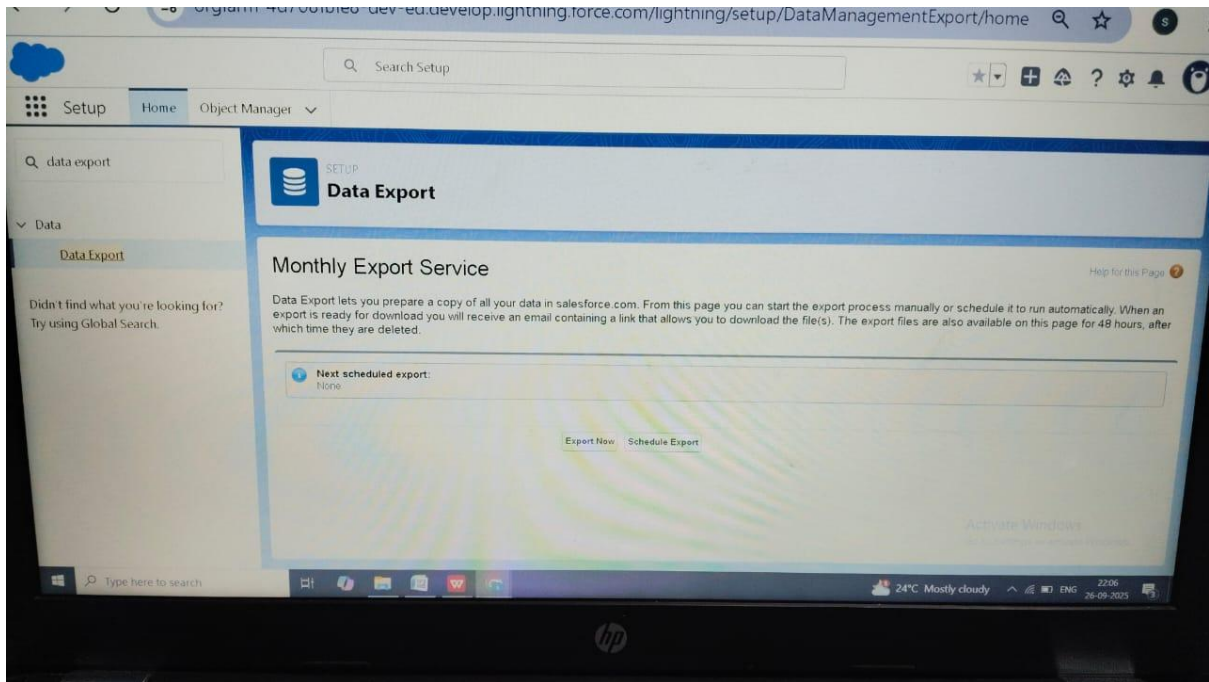 dev-ed.develop.lightning.force.com/lightning/setup/DataManagementExport/home
S
Search Setup
Setup Home Object Manager
data export
SETUP
Data Export
Data
Data Export
Didn't find what you're looking for?
Try using Global Search.
Monthly Export Service
Help for this Page
Data Export lets you prepare a copy of all your data in salesforce.com. From this page you can start the export process manually or schedule it to run automatically. When an
export is ready for download you will receive an email containing a link that allows you to download the file(s). The export files are also available on this page for 48 hours, after
which time they are deleted.
Next scheduled export:
None
Export Now Schedule Export
Activate Windows
Type here to search
24°C Mostly cloudy
ENG
22:06
26-09-2025
hp